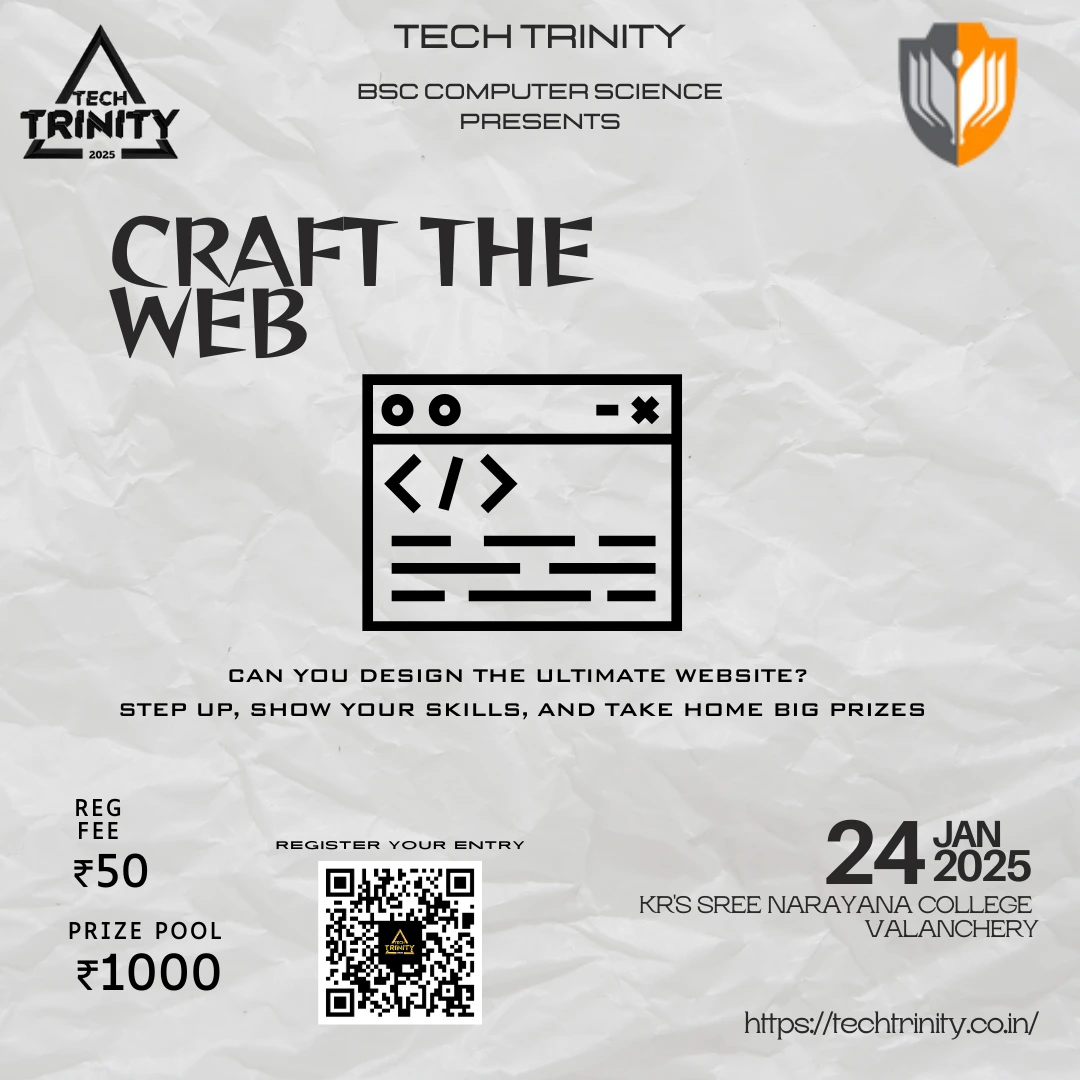 TECH TRINITY
BSC COMPUTER SCIENCE
PRESENTS
TECH
TRINITY
2025
CRAFT THE
WEB
</>
CAN YOU DESIGN THE ULTIMATE WEBSITE?
STEP UP, SHOW YOUR SKILLS, AND TAKE HOME BIG PRIZES
REG
FEE
₹50
PRIZE POOL
₹1000
REGISTER YOUR ENTRY
TECH
TRINITY
24 JAN
2025
KR'S SREE NARAYANA COLLEGE
VALANCHERY
https://techtrinity.co.in/